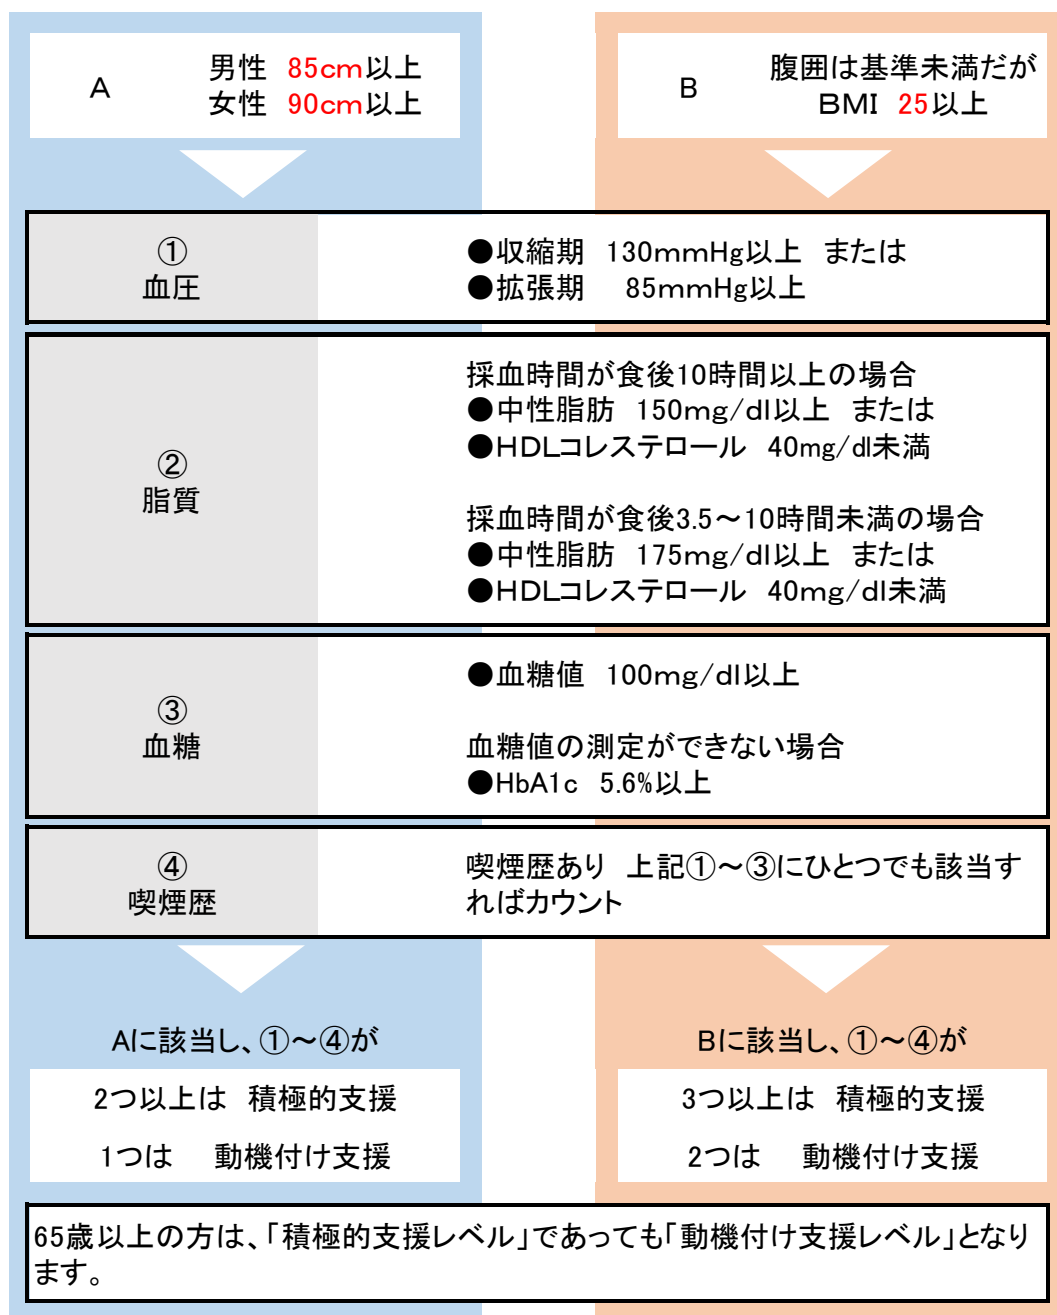 A
男性 85cm以上
女性 90cm以上
B
腹囲は基準未満だが
BMI 25以上
①
血圧
●収縮期 130mmHg以上 または
●拡張期 85mmHg以上
②
脂質
採血時間が食後10時間以上の場合
●中性脂肪 150mg/dl以上 または
●HDLコレステロール 40mg/dl未満
採血時間が食後3.5～10時間未満の場合
●中性脂肪 175mg/dl以上 または
●HDLコレステロール 40mg/dl未満
③
血糖
●血糖値 100mg/dl以上
血糖値の測定ができない場合
●HbA1c 5.6%以上
④
喫煙歴
喫煙歴あり 上記①～③にひとつでも該当す
ればカウント
Aに該当し、①～④が
2つ以上は 積極的支援
1つは 動機付け支援
Bに該当し、①～④が
3つ以上は 積極的支援
2つは 動機付け支援
65歳以上の方は、「積極的支援レベル」であっても「動機付け支援レベル」となり
ます。